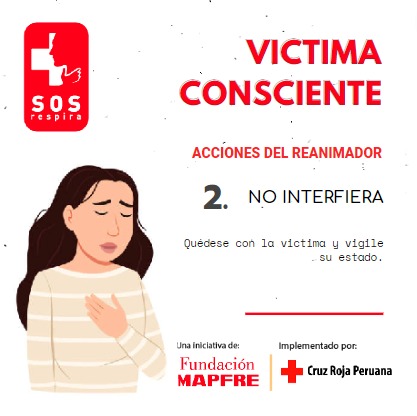 SOS
respira
VICTIMA
CONSCIENTE
ACCIONES DEL REANIMADOR
2. NO INTERFIERA
Quédese con la victima y vigile
su estado.
Una iniciativa de:
Fundación
MAPFRE
Implementado por:
Cruz Roja Peruana